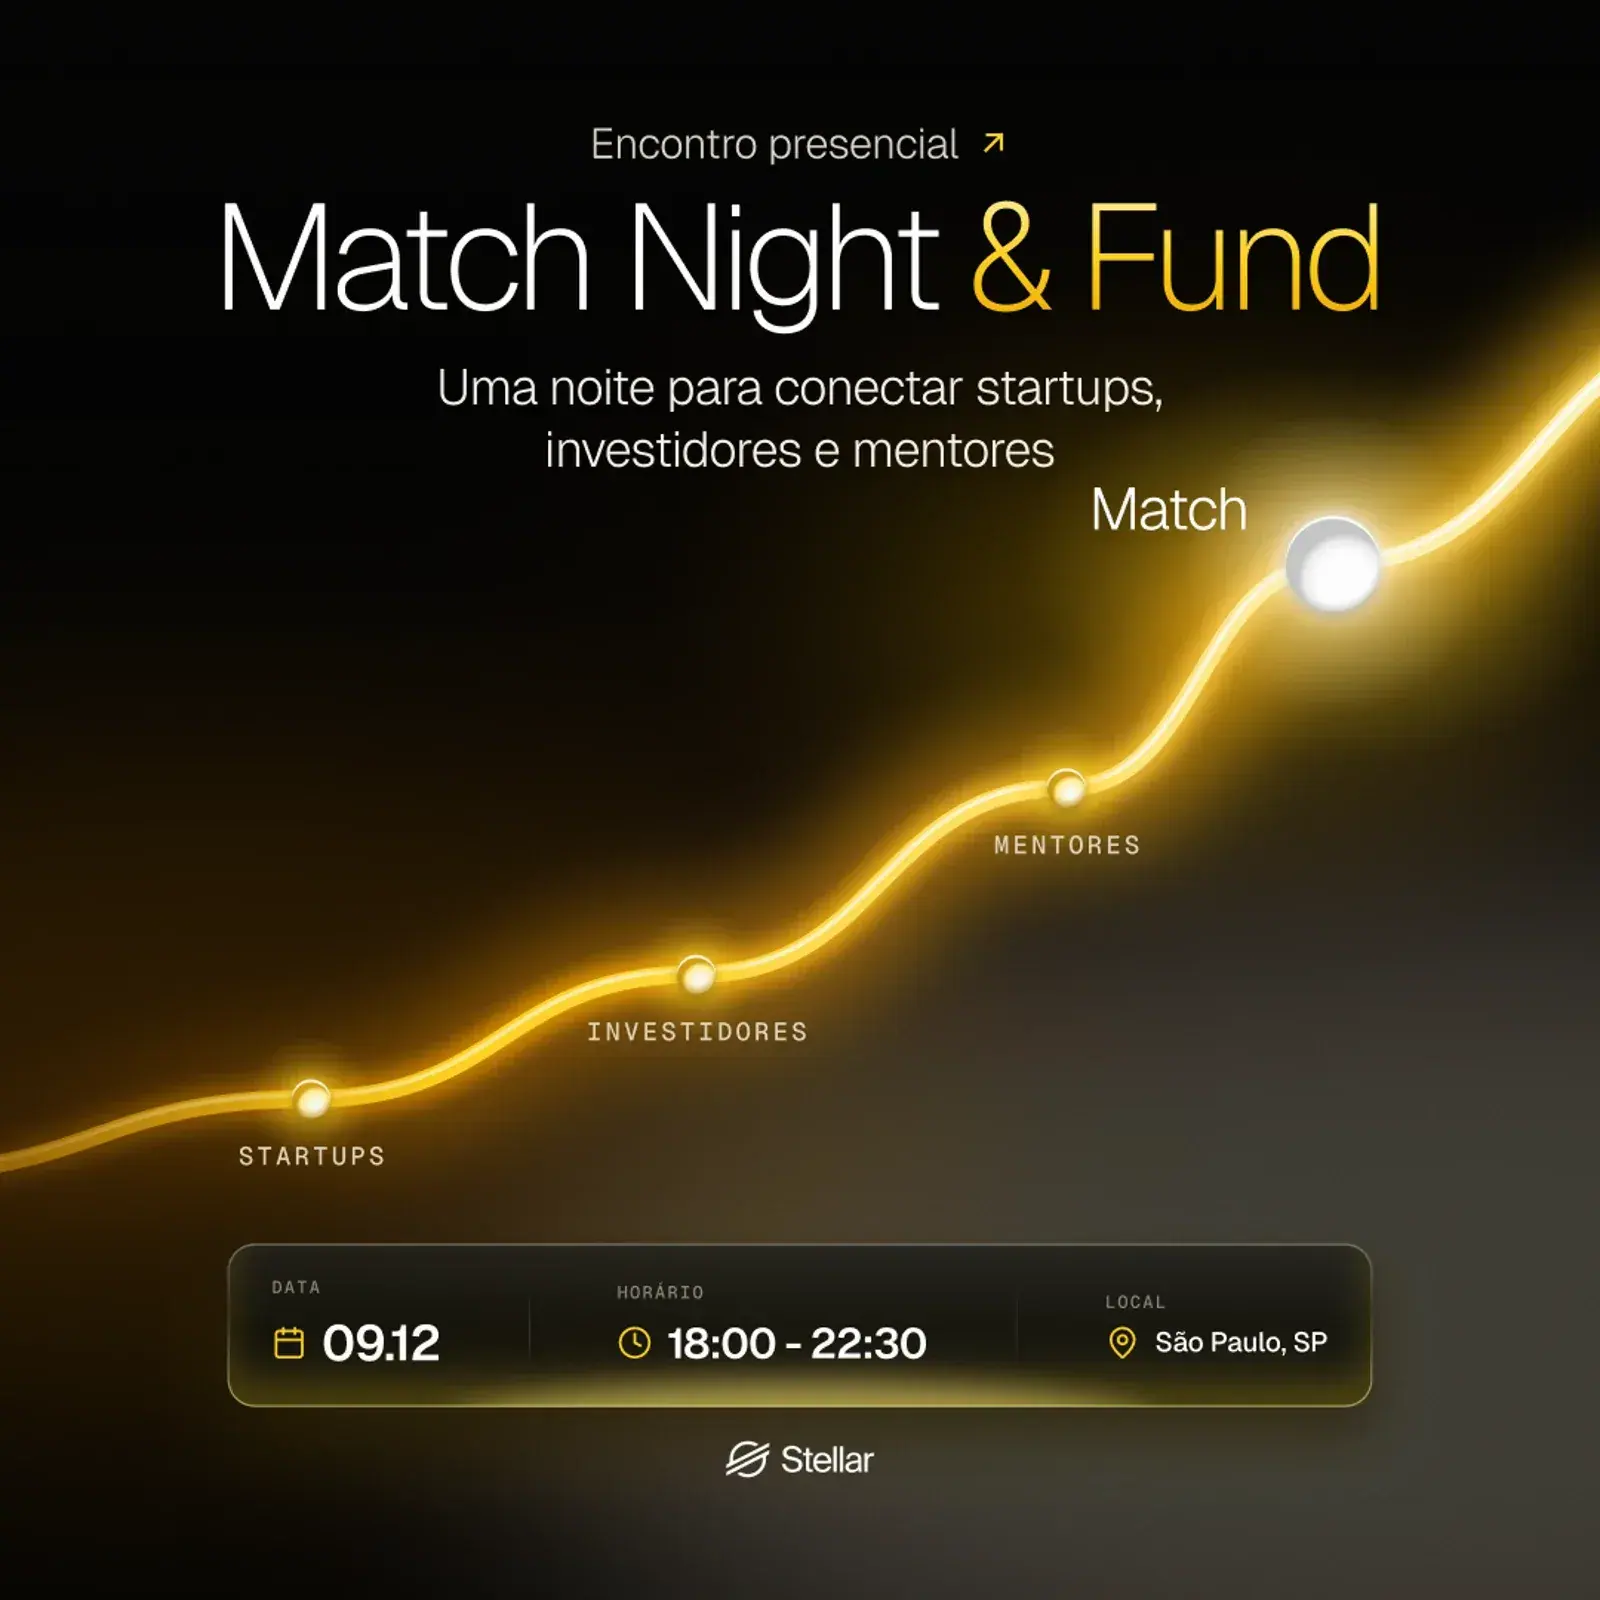 Encontro presencial
Match Night & Fund
Uma noite para conectar startups,
investidores e mentores
Match
MENTORES
INVESTIDORES
STARTUPS
DATA
09.12
HORÁRIO
18:00 - 22:30
LOCAL
São Paulo, SP
Stellar